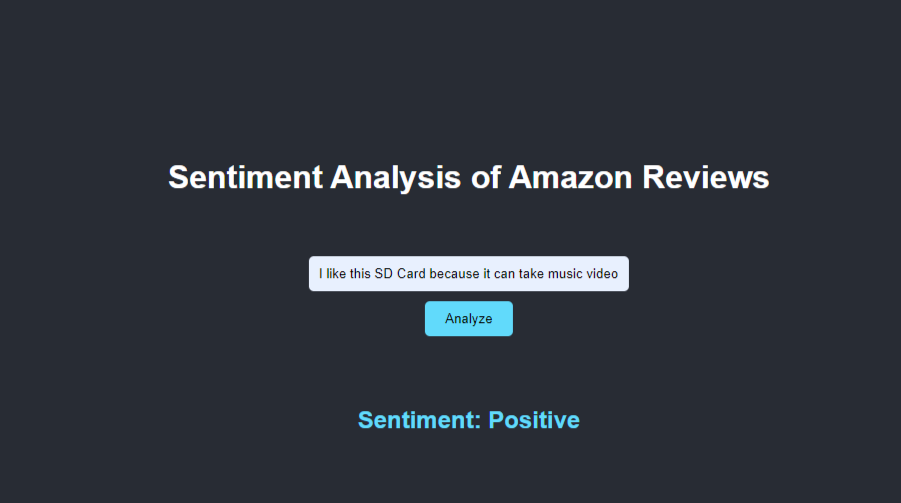 Sentiment Analysis of Amazon Reviews
I like this SD Card because it can take music video
Analyze
Sentiment: Positive